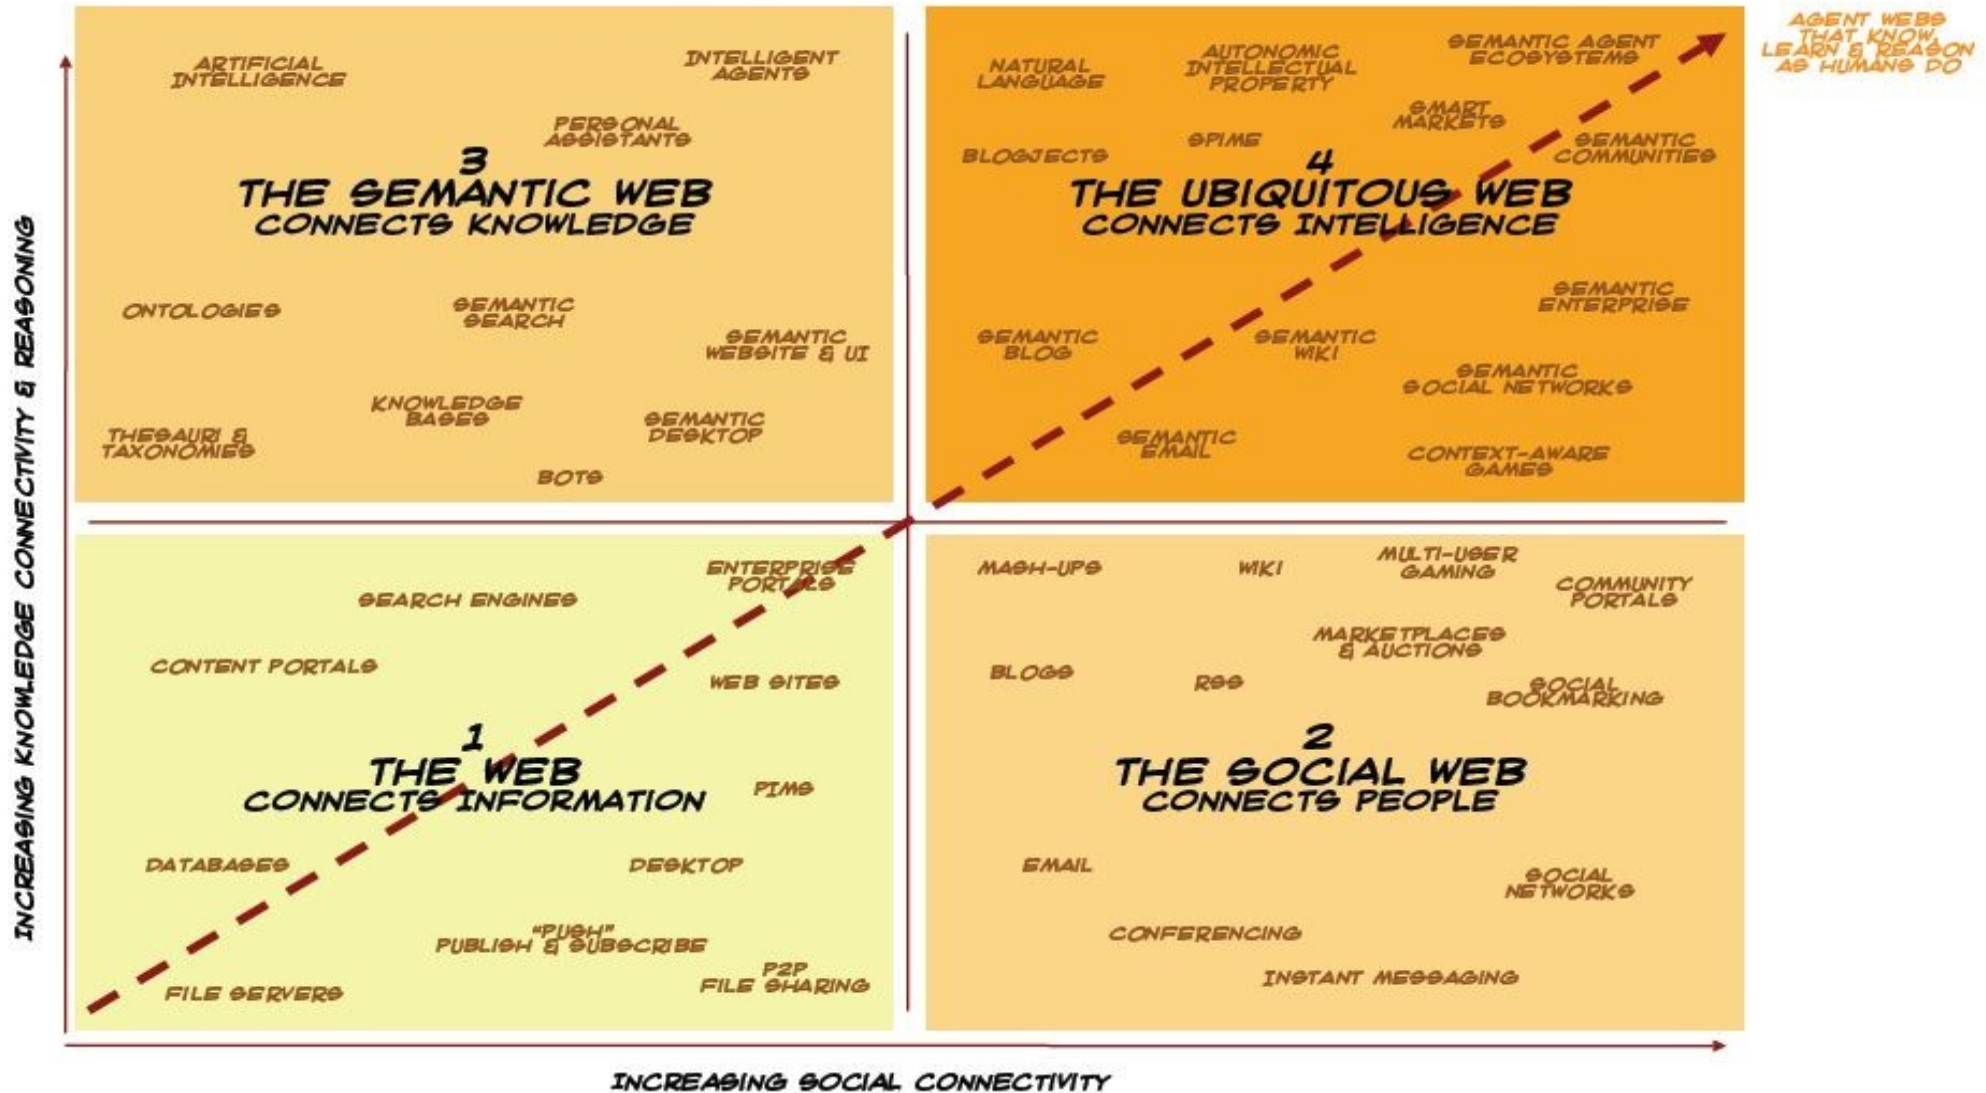 AGENT WEBS
THAT KNOW,
LEARN & REASON
AS HUMANS DO
ARTIFICIAL
INTELLIGENCE
INTELLIGENT
AGENTS
PERSONAL
ASSISTANTS
3
THE SEMANTIC WEB
CONNECTS KNOWLEDGE
ONTOLOGIES
SEMANTIC
SEARCH
SEMANTIC
WEBSITE & UI
KNOWLEDGE
BASES
SEMANTIC
DESKTOP
THESAURI &
TAXONOMIES
BOTS
NATURAL
LANGUAGE
AUTONOMIC
INTELLECTUAL
PROPERTY
SEMANTIC AGENT
ECOSYSTEMS
SMART
MARKETS
SPIME
SEMANTIC
COMMUNITIES
BLOGJECTS
4
THE UBIQUITOUS WEB
CONNECTS INTELLIGENCE
SEMANTIC
ENTERPRISE
SEMANTIC
BLOG
SEMANTIC
WIKI
SEMANTIC
SOCIAL NETWORKS
SEMANTIC
EMAIL
CONTEXT-AWARE
GAMES
INCREASING KNOWLEDGE CONNECTIVITY & REASONING
ENTERPRISE
PORTALS
SEARCH ENGINES
CONTENT PORTALS
WEB SITES
1
THE WEB
CONNECTS INFORMATION
PIMS
DATABASES
DESKTOP
"PUSH"
PUBLISH & SUBSCRIBE
P2P
FILE SHARING
FILE SERVERS
MASH-UPS
WIKI
MULTI-USER
GAMING
COMMUNITY
PORTALS
MARKETPLACES
& AUCTIONS
BLOGS
RSS
SOCIAL
BOOKMARKING
2
THE SOCIAL WEB
CONNECTS PEOPLE
EMAIL
SOCIAL
NETWORKS
CONFERENCING
INSTANT MESSAGING
INCREASING SOCIAL CONNECTIVITY